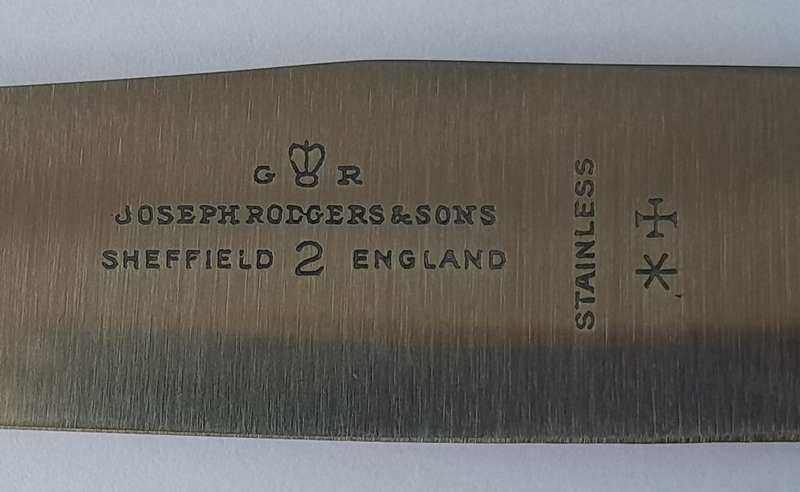 G R
JOSEPH RODGERS & SONS
SHEFFIELD 2 ENGLAND
STAINLESS